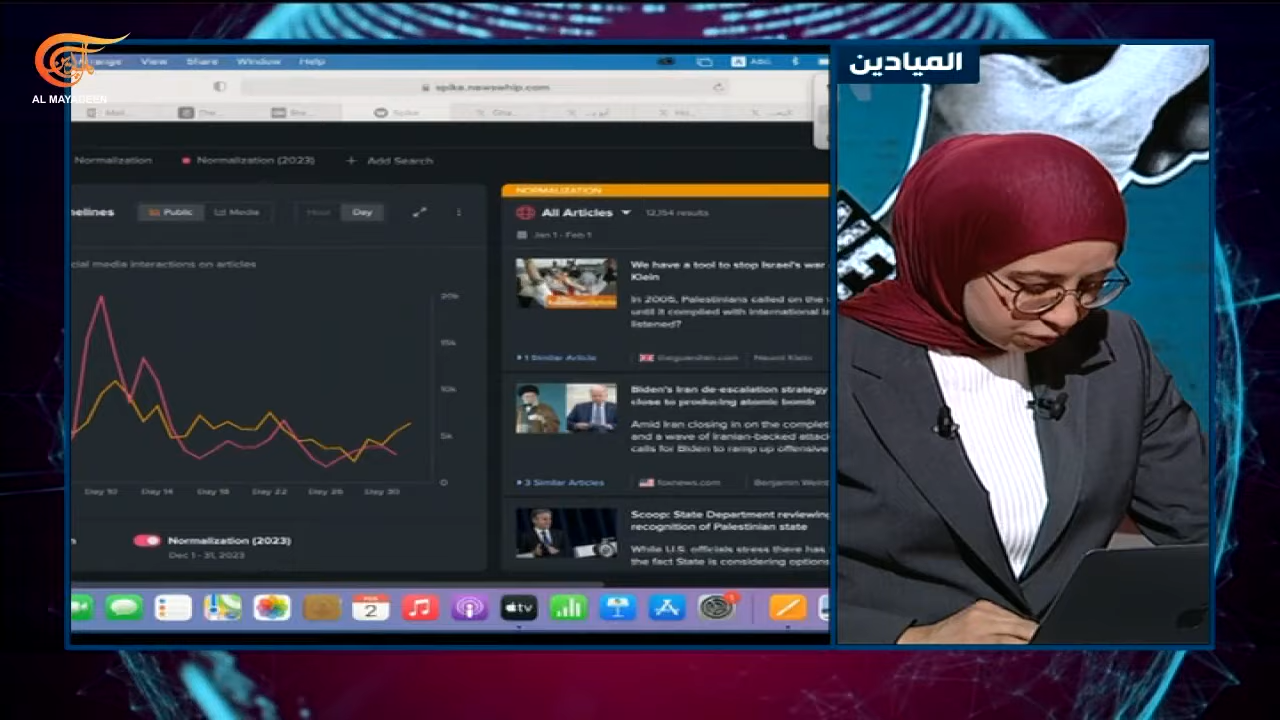 AL MAYADEEN
الميادين
View Share Window Help
ABC
spike.newswhip.com
Spike
Normalization
Normalization (2023)
+ Add Search
Public
Media
Hour
Day
social media interactions on articles
20k
15k
10k
5k
0
Day 10 Day 14 Day 18 Day 22 Day 26 Day 30
Normalization (2023)
Dec 1 - 31, 2023
NORMALIZATION
All Articles
12,154 results
Jan 1 - Feb 1
We have a tool to stop Israel's war
Klein
In 2005, Palestinians called on the
until it complied with international
listened?
1 Similar Article
theguardian.com
Naomi Klein
Biden's Iran de-escalation strategy
close to producing atomic bomb
Amid Iran closing in on the
and a wave of Iranian-backed
calls for Biden to ramp up offensive
3 Similar Articles
foxnews.com
Benjamin
Scoop: State Department reviewing
recognition of Palestinian state
While U.S. officials stress there has
the fact State is considering options
2
tv
1